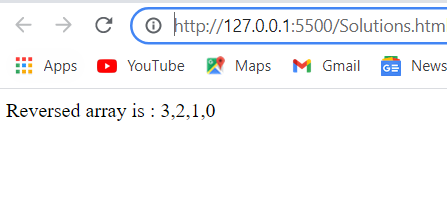 http://127.0.0.1:5500/Solutions.htm
Apps YouTube Maps Gmail News
Reversed array is : 3,2,1,0